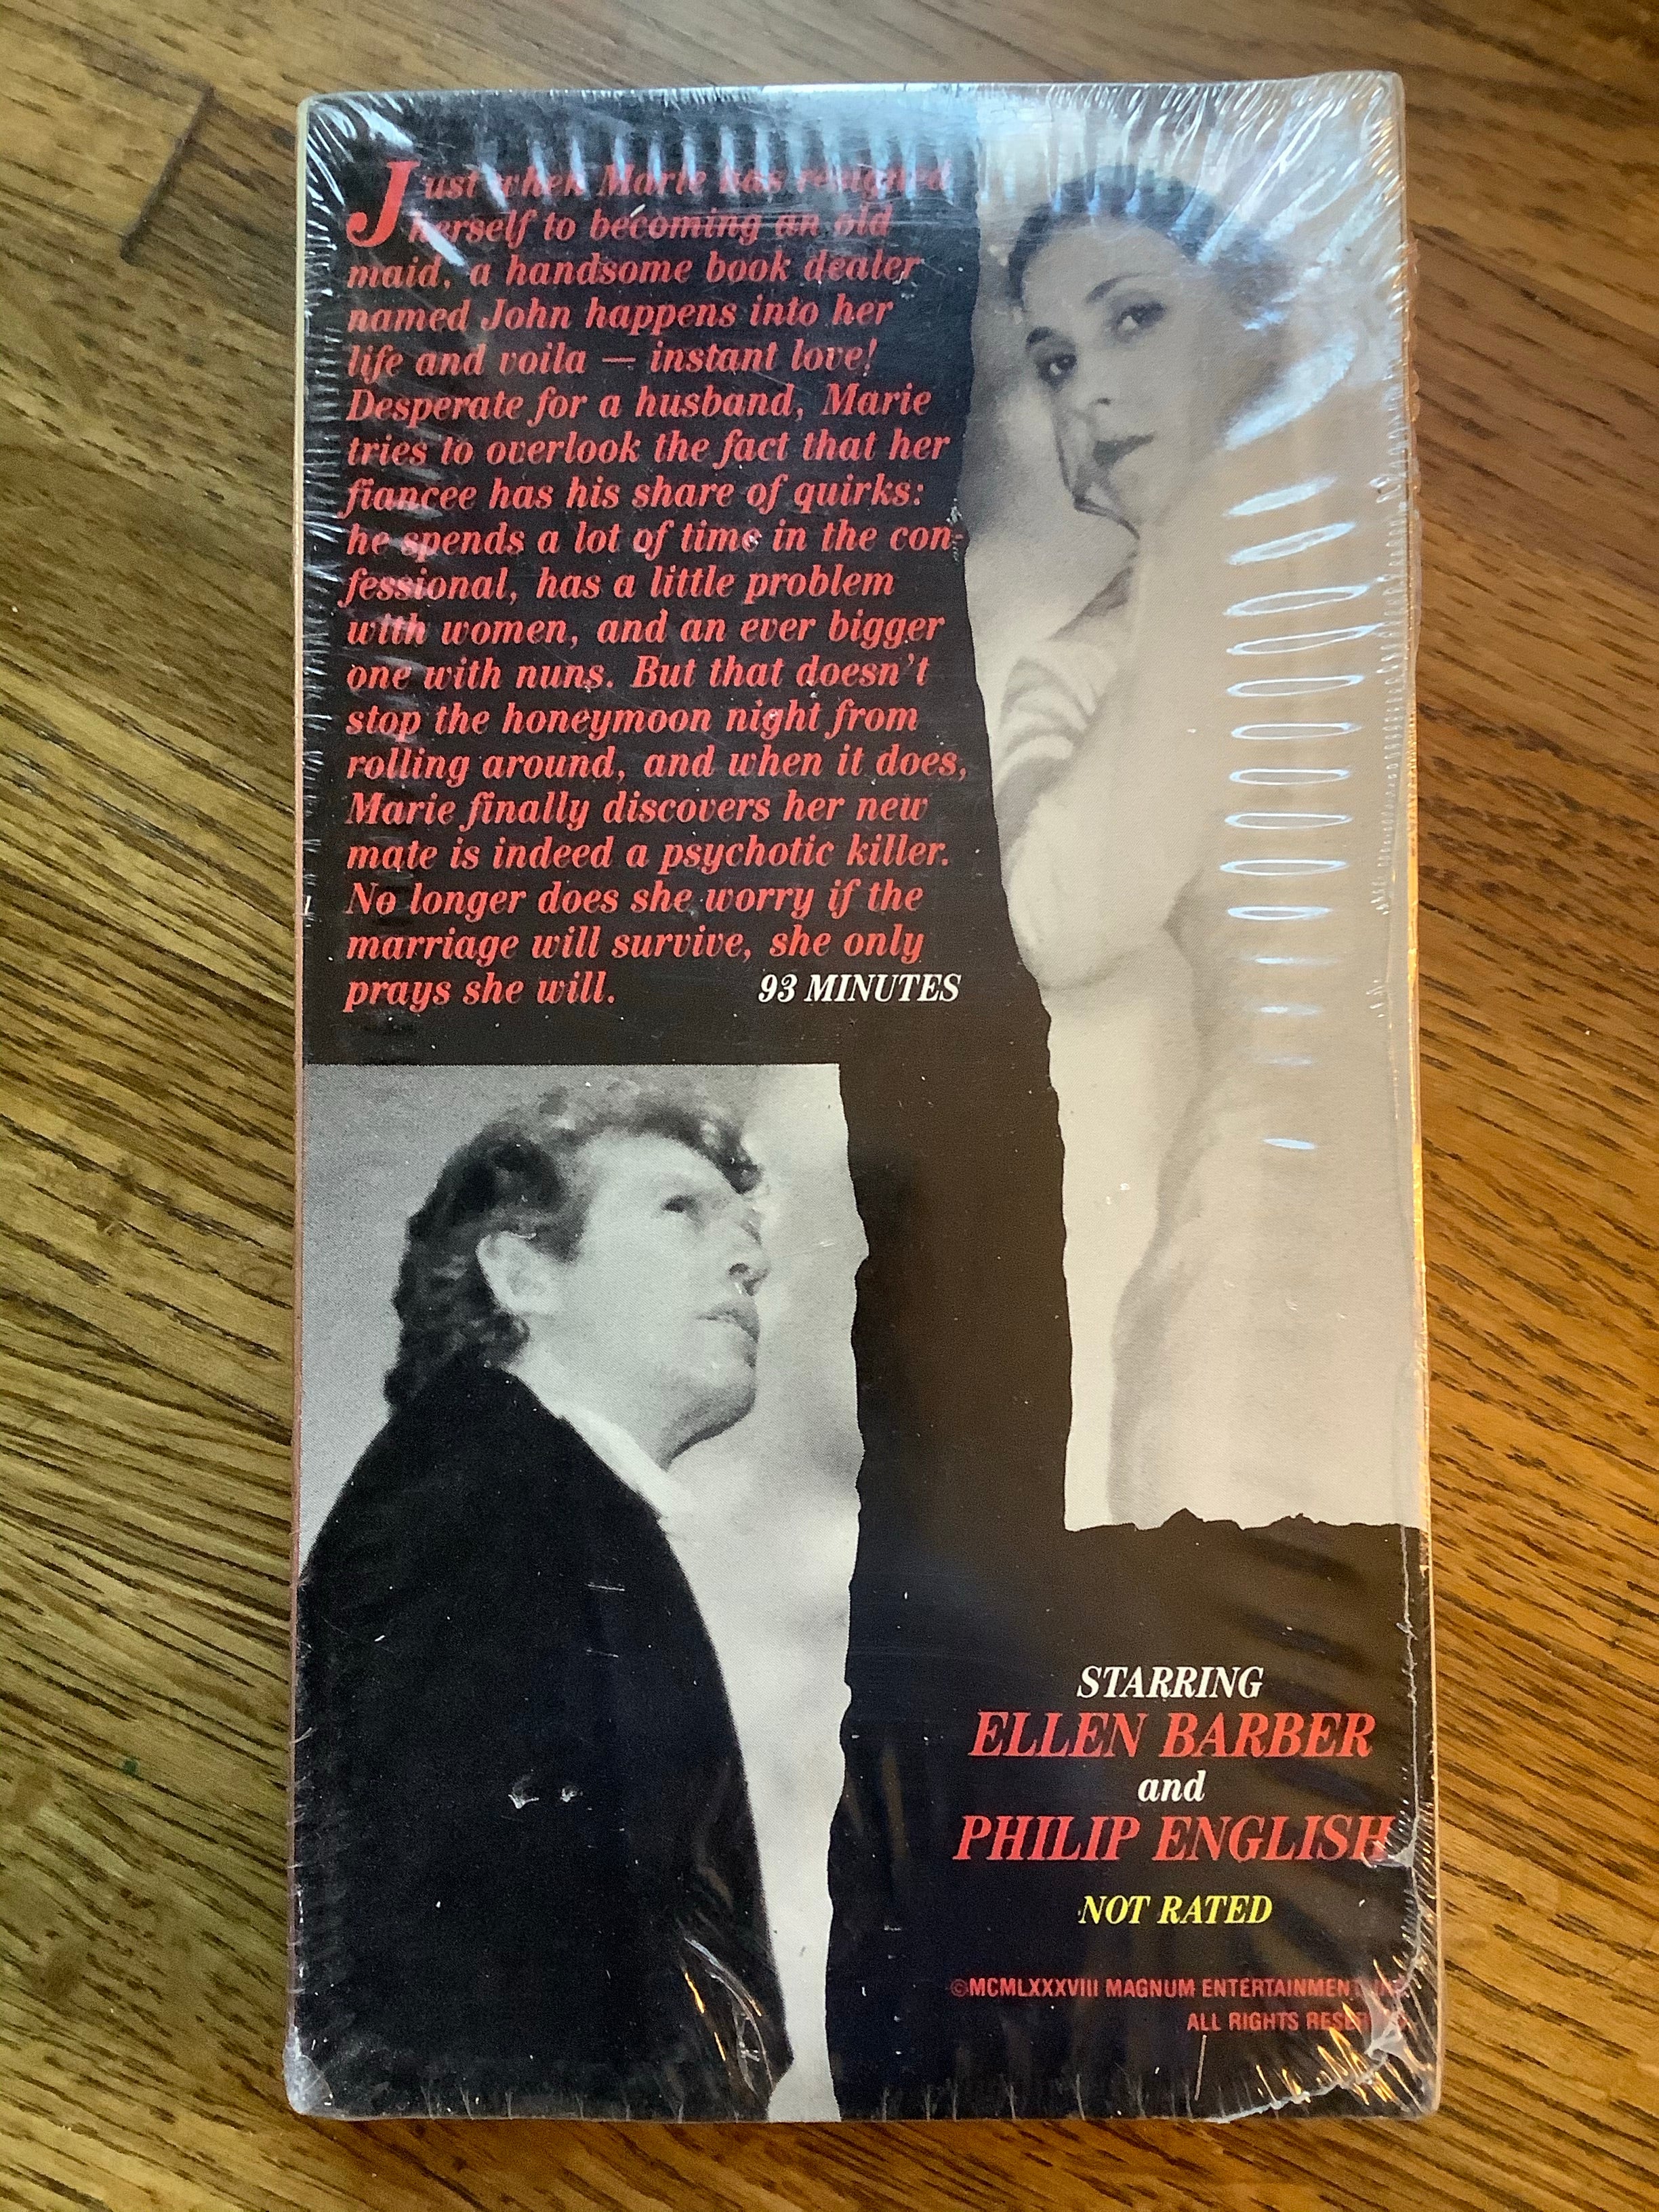 Just when Marie has resigned
herself to becoming an old
maid, a handsome book dealer
named John happens into her
life and voila — instant love!
Desperate for a husband, Marie
tries to overlook the fact that her
fiancee has his share of quirks:
he spends a lot of time in the con-
fessional, has a little problem
with women, and an ever bigger
one with nuns. But that doesn't
stop the honeymoon night from
rolling around, and when it does,
Marie finally discovers her new
mate is indeed a psychotic killer.
No longer does she worry if the
marriage will survive, she only
prays she will. 93 MINUTES
STARRING
ELLEN BARBER
and
PHILIP ENGLISH
NOT RATED
©MCMLXXXVIII MAGNUM ENTERTAINMENT
ALL RIGHTS RESERVED